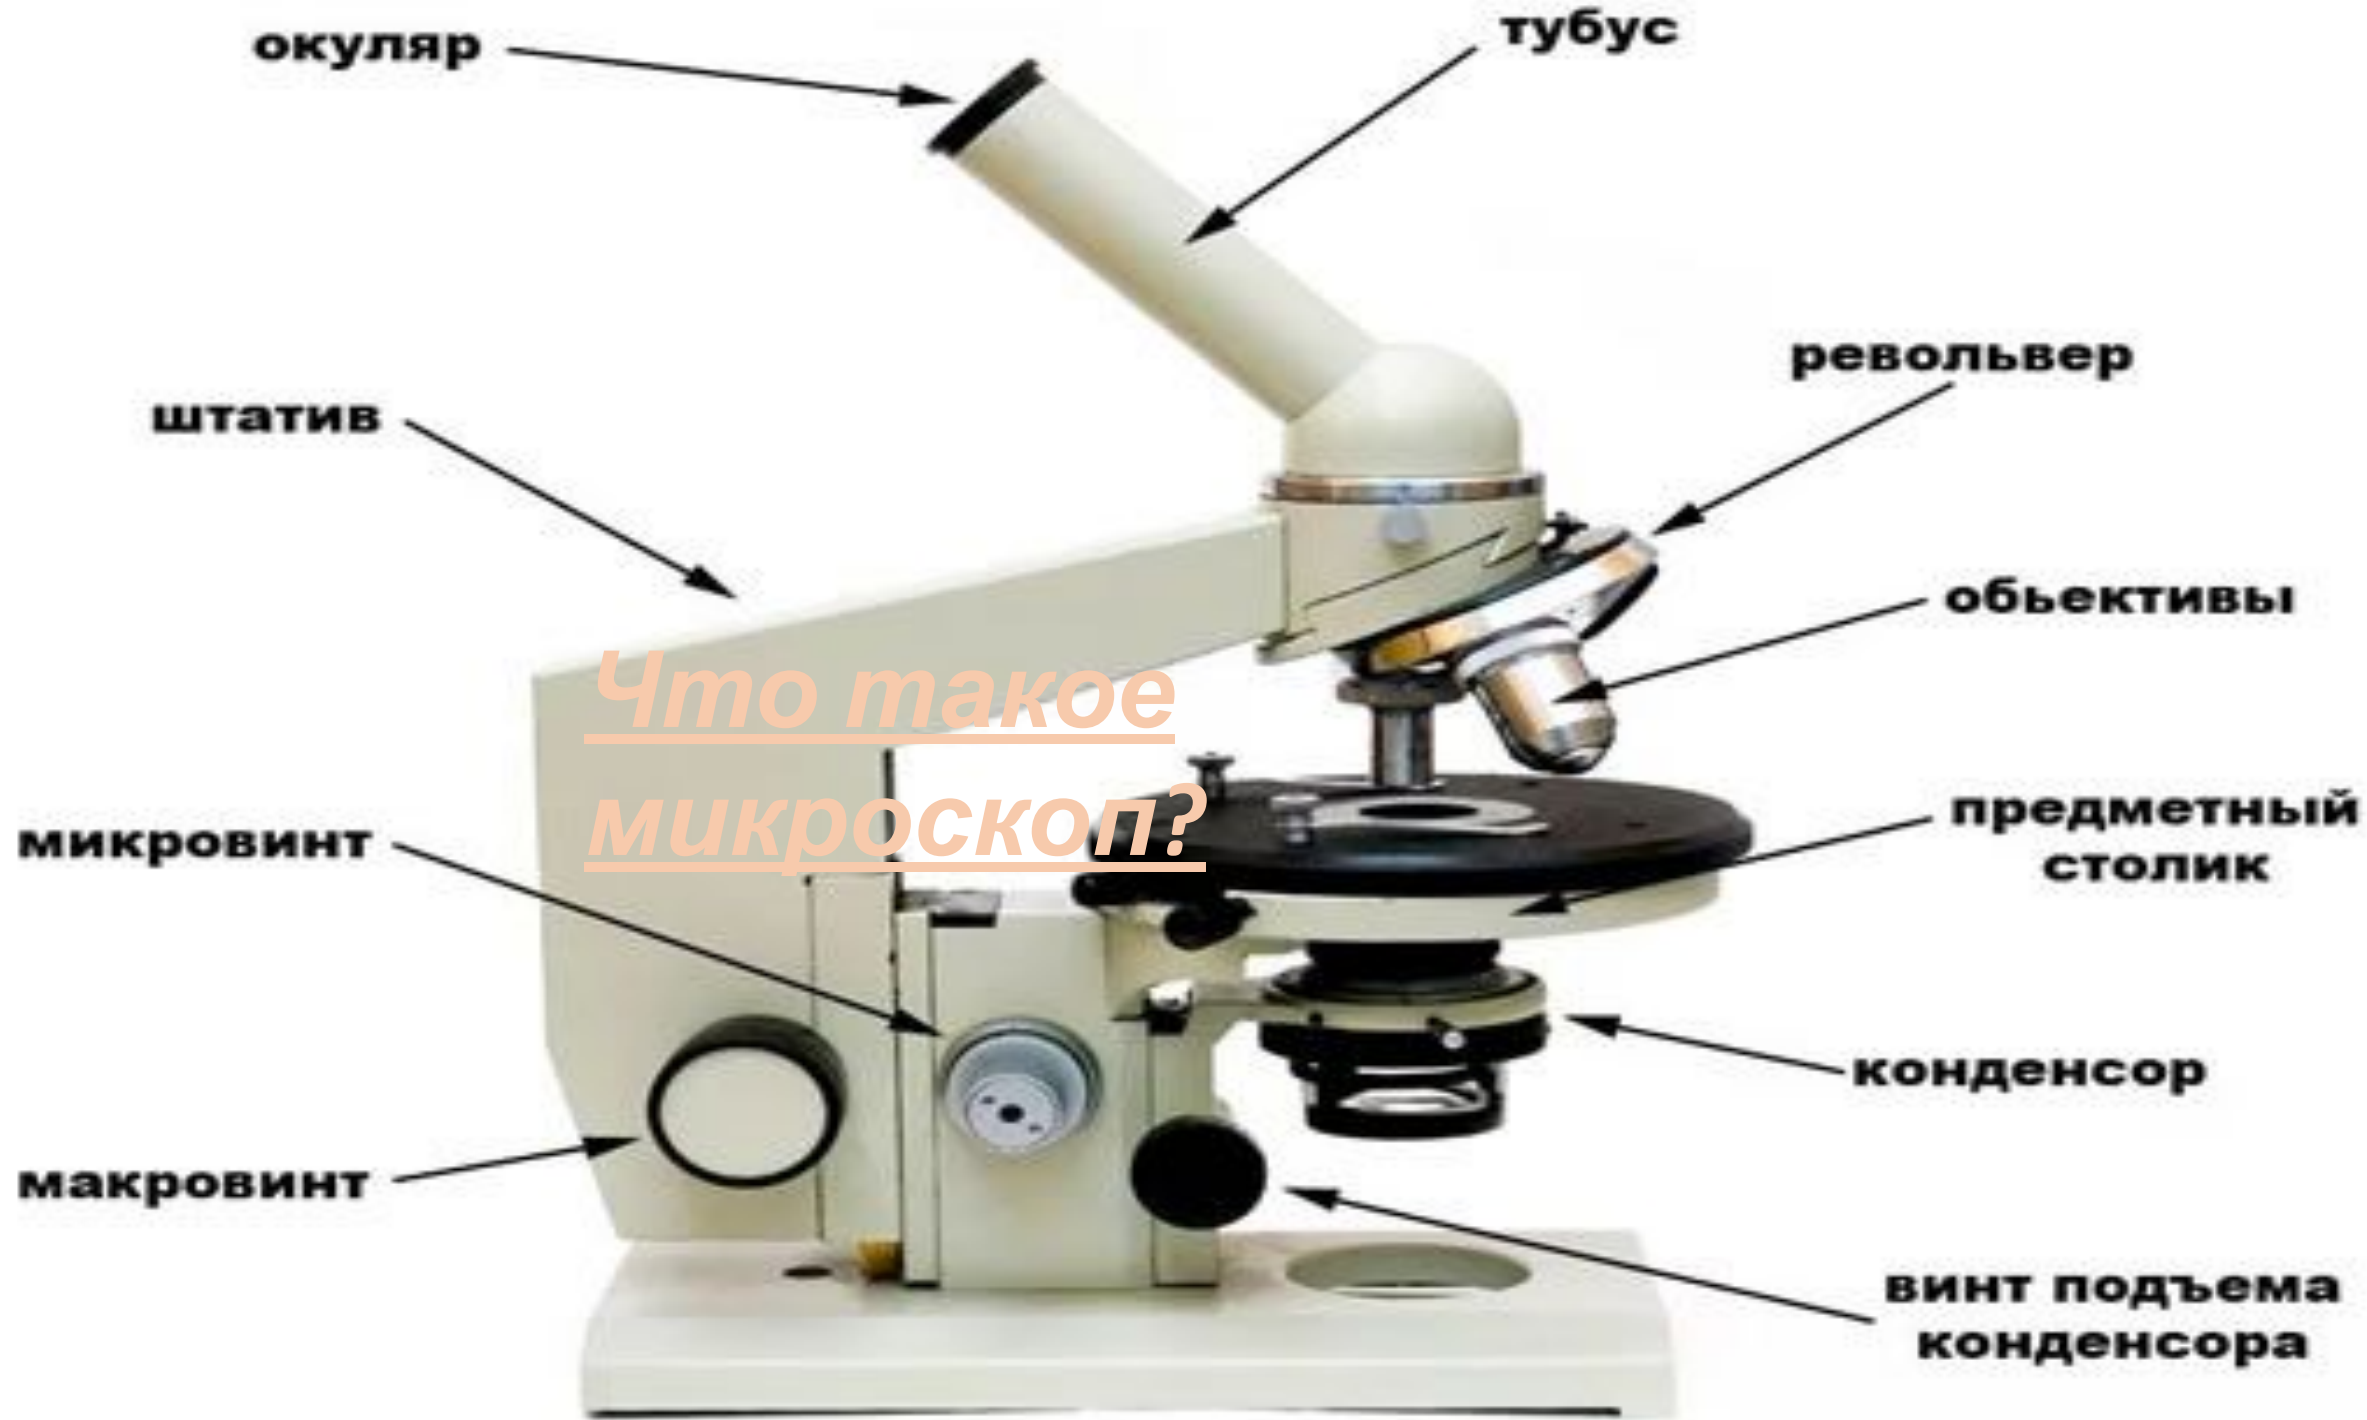 окуляр
тубус
револьвер
штатив
обьективы
Что такое
микроскоп?
предметный
столик
микровинт
конденсор
макровинт
винт подъема
конденсора